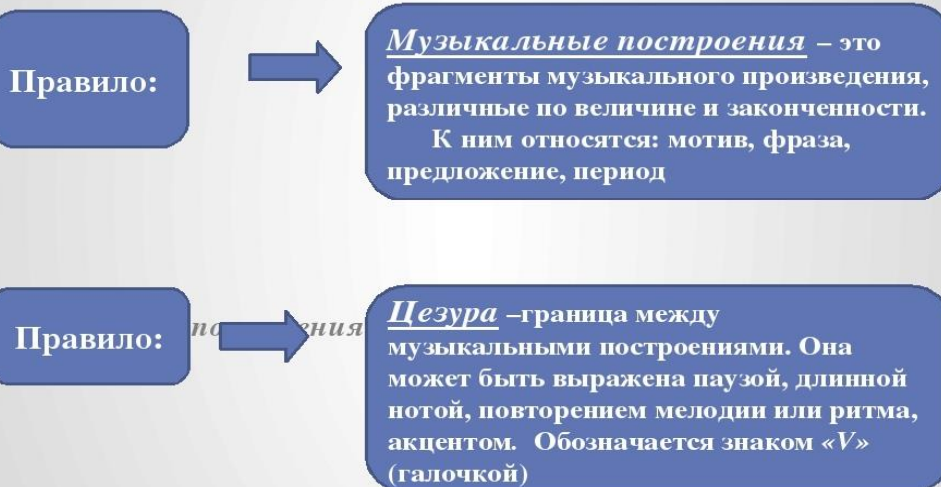 Правило:
Музыкальные построения – это
фрагменты музыкального произведения,
различные по величине и законченности.
К ним относятся: мотив, фраза,
предложение, период
Правило:
Цезура –граница между
музыкальными построениями. Она
может быть выражена паузой, длинной
нотой, повторением мелодии или ритма,
акцентом. Обозначается знаком «V»
(галочкой)